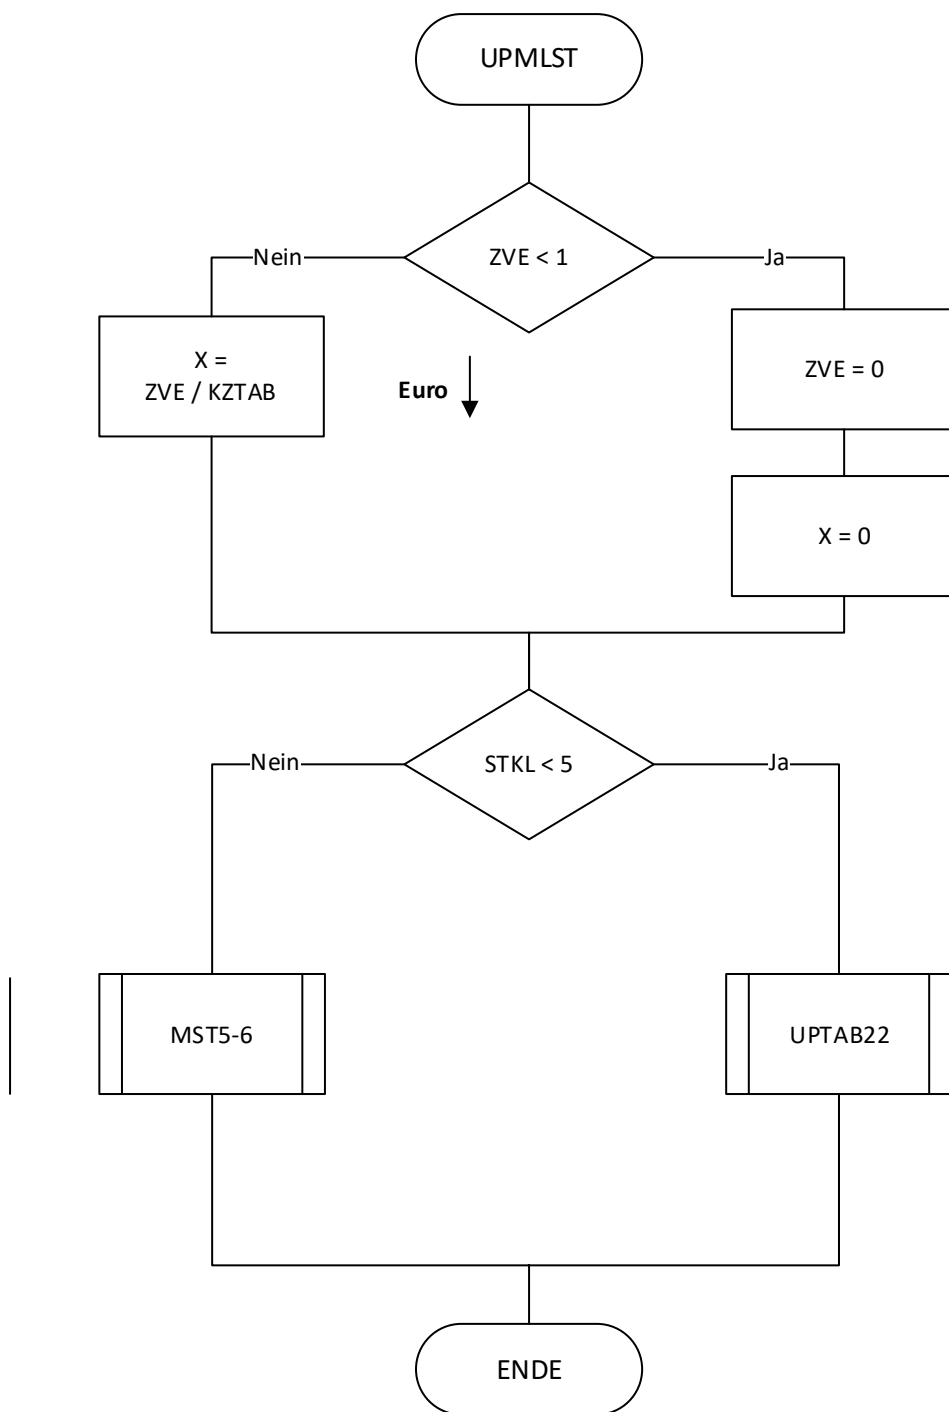 UPMLST
ZVE < 1
Nein
Ja
X =
ZVE / KZTAB
Euro
ZVE = 0
X = 0
STKL < 5
Nein
Ja
MST5-6
UPTAB22
ENDE